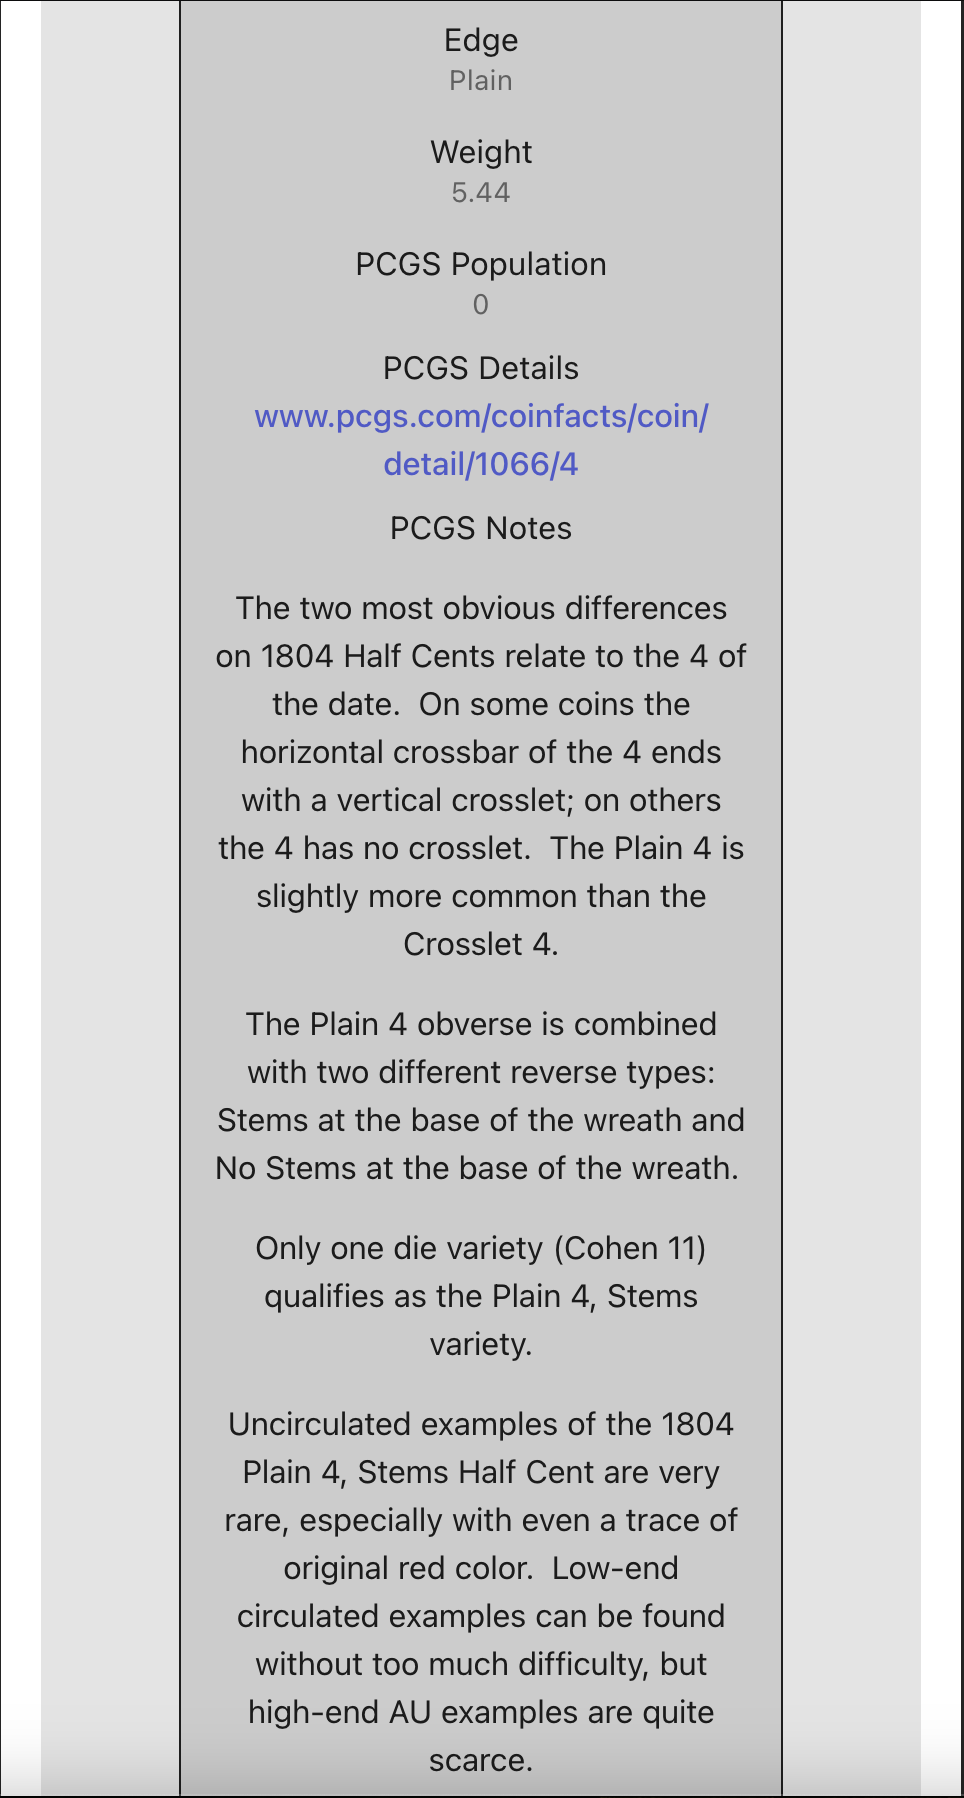 Edge
Plain
Weight
5.44
PCGS Population
0
PCGS Details
www.pcgs.com/coinfacts/coin/
detail/1066/4
PCGS Notes
The two most obvious differences
on 1804 Half Cents relate to the 4 of
the date.  On some coins the
horizontal crossbar of the 4 ends
with a vertical crosslet; on others
the 4 has no crosslet.  The Plain 4 is
slightly more common than the
Crosslet 4.
The Plain 4 obverse is combined
with two different reverse types:
Stems at the base of the wreath and
No Stems at the base of the wreath.
Only one die variety (Cohen 11)
qualifies as the Plain 4, Stems
variety.
Uncirculated examples of the 1804
Plain 4, Stems Half Cent are very
rare, especially with even a trace of
original red color.  Low-end
circulated examples can be found
without too much difficulty, but
high-end AU examples are quite
scarce.